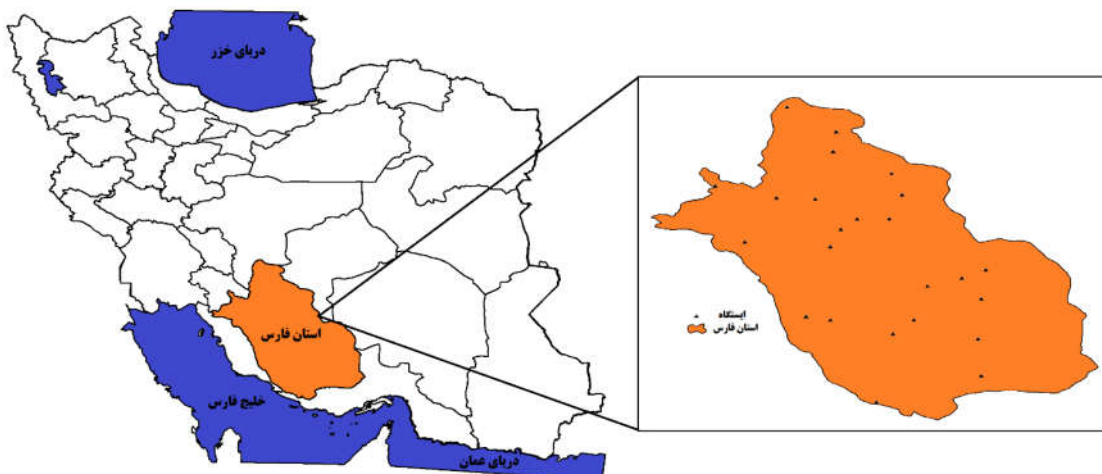 دریای خزر
استان فارس
خلیج فارس
دریای عمان
ایستگاه
استان فارس